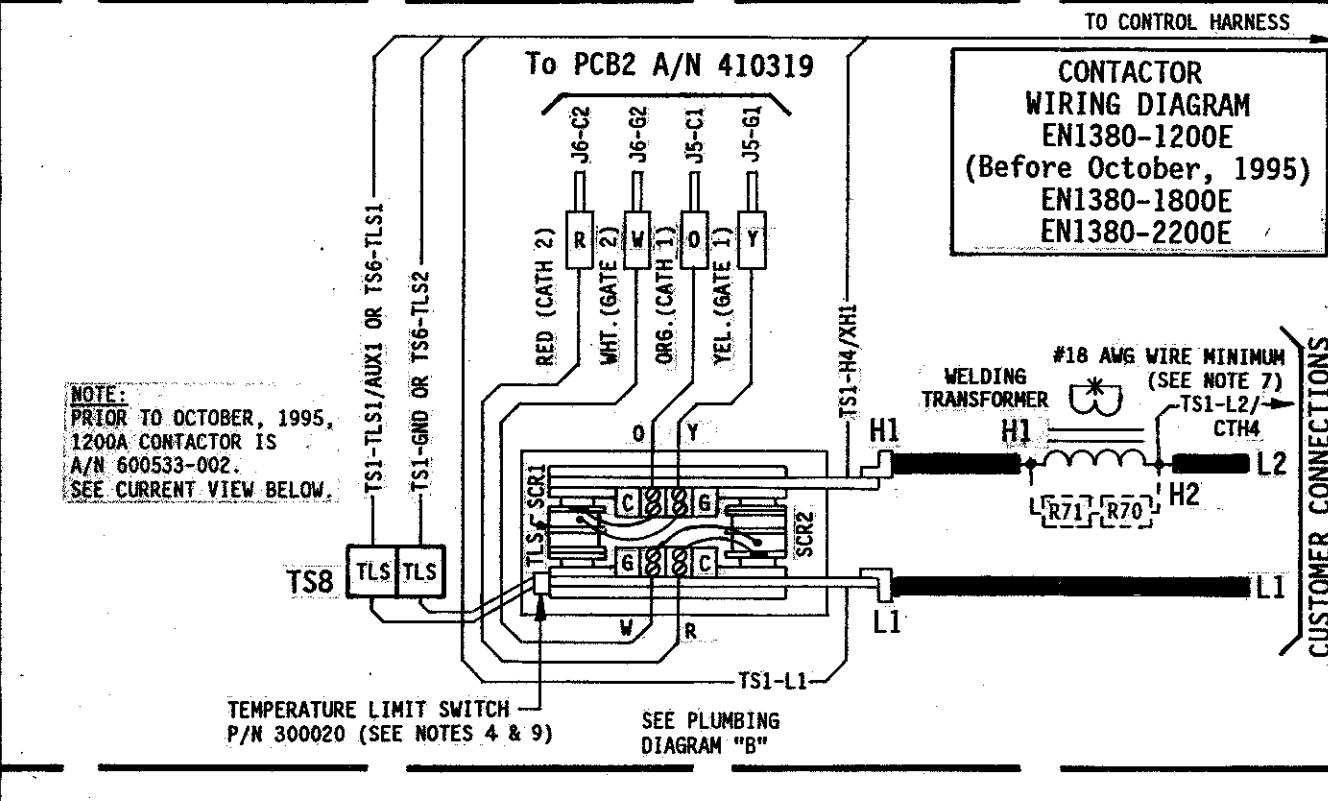 TO CONTROL HARNESS
To PCB2 A/N 410319
CONTACTOR
WIRING DIAGRAM
EN1380-1200E
(Before October, 1995)
EN1380-1800E
EN1380-2200E
J6-C2
J6-G2
J5-C1
J5-G1
R
W
O
Y
RED (CATH 2)
WHT.(GATE 2)
ORG.(CATH 1)
YEL.(GATE 1)
TS1-TLS1/AUX1 OR TS6-TLS1
TS1-GND OR TS6-TLS2
TS1-H4/XH1
NOTE:
PRIOR TO OCTOBER, 1995,
1200A CONTACTOR IS
A/N 600533-002.
SEE CURRENT VIEW BELOW.
#18 AWG WIRE MINIMUM
(SEE NOTE 7)
TS1-L2/
CTH4
WELDING
TRANSFORMER
H1
H1
L2
H2
R71
R70
CUSTOMER CONNECTIONS
O
Y
SCR1
TLS
C
G
G
C
SCR2
TS8
TLS
TLS
L1
L1
W
R
TS1-L1
TEMPERATURE LIMIT SWITCH
P/N 300020 (SEE NOTES 4 & 9)
SEE PLUMBING
DIAGRAM "B"